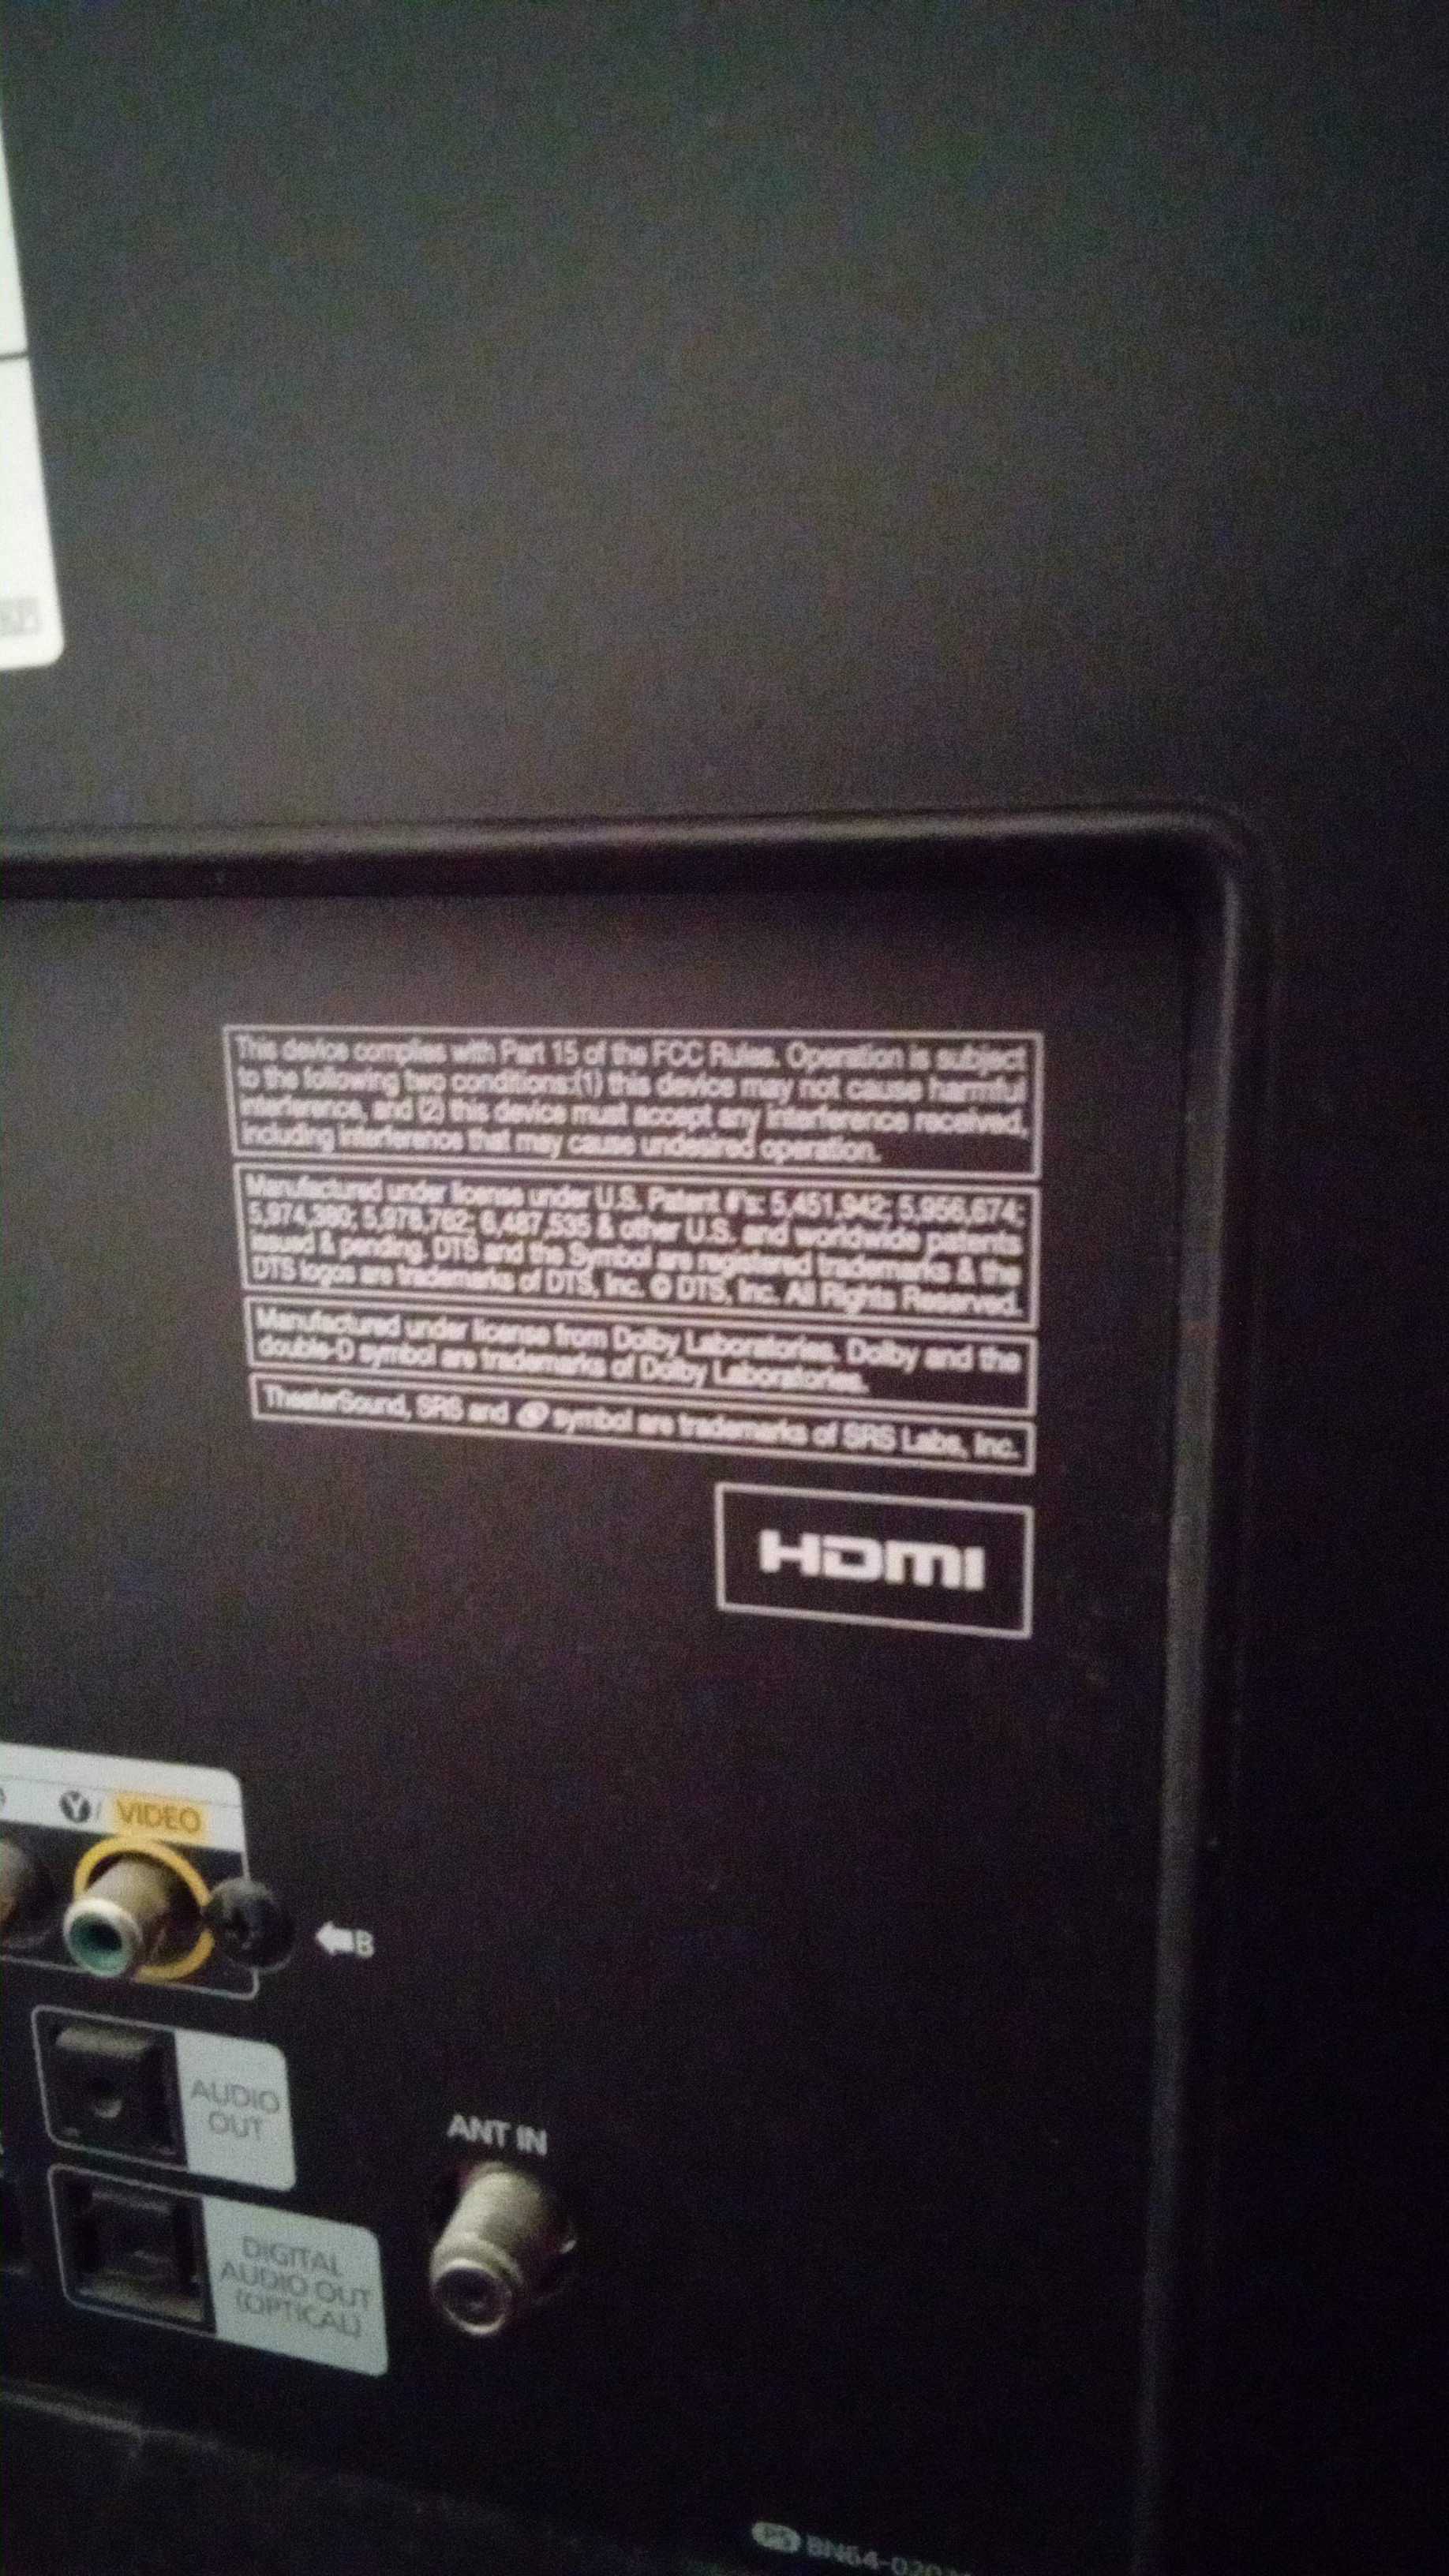 This device complies with Part 15 of the FCC Rules. Operation is subject
to the following two conditions:(1) this device may not cause harmful
interference, and (2) this device must accept any interference received,
including interference that may cause undesired operation.
Manufactured under license under U.S. Patent #'s: 5,451,942; 5,956,674;
5,974,380; 5,978,762; 6,487,535 & other U.S. and worldwide patents
issued & pending. DTS and the Symbol are registered trademarks & the
DTS logos are trademarks of DTS, Inc. © DTS, Inc. All Rights Reserved.
Manufactured under license from Dolby Laboratories. Dolby and the
double-D symbol are trademarks of Dolby Laboratories.
TheaterSound, SRS and symbol are trademarks of SRS Labs, Inc.
HDMI
Y / VIDEO
B
AUDIO
OUT
ANT IN
DIGITAL
AUDIO OUT
(OPTICAL)